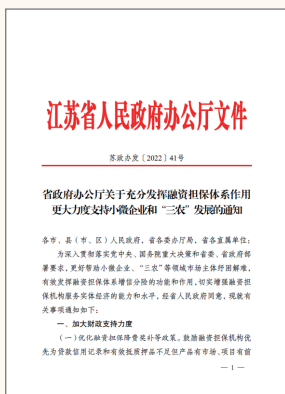 江苏省人民政府办公厅文件
苏政办发〔2022〕41号
省政府办公厅关于充分发挥融资担保体系作用
更大力度支持小微企业和“三农”发展的通知
各市、县（市、区）人民政府，省各委办厅局，省各直属单位：
为深入贯彻落实党中央、国务院重大决策和省委、省政府部
署要求，更好帮助小微企业、“三农”等领域市场主体纾困解难，
有效发挥融资担保体系增信分险的功能和作用，切实增强融资担
保机构服务实体经济的能力和水平，经省人民政府同意，现就有
关事项通知如下：
一、加大财政支持力度
（一）优化融资担保降费奖补等政策。鼓励融资担保机构优
先为贷款信用记录和有效抵质押品不足但产品有市场、项目有前
— 1 —